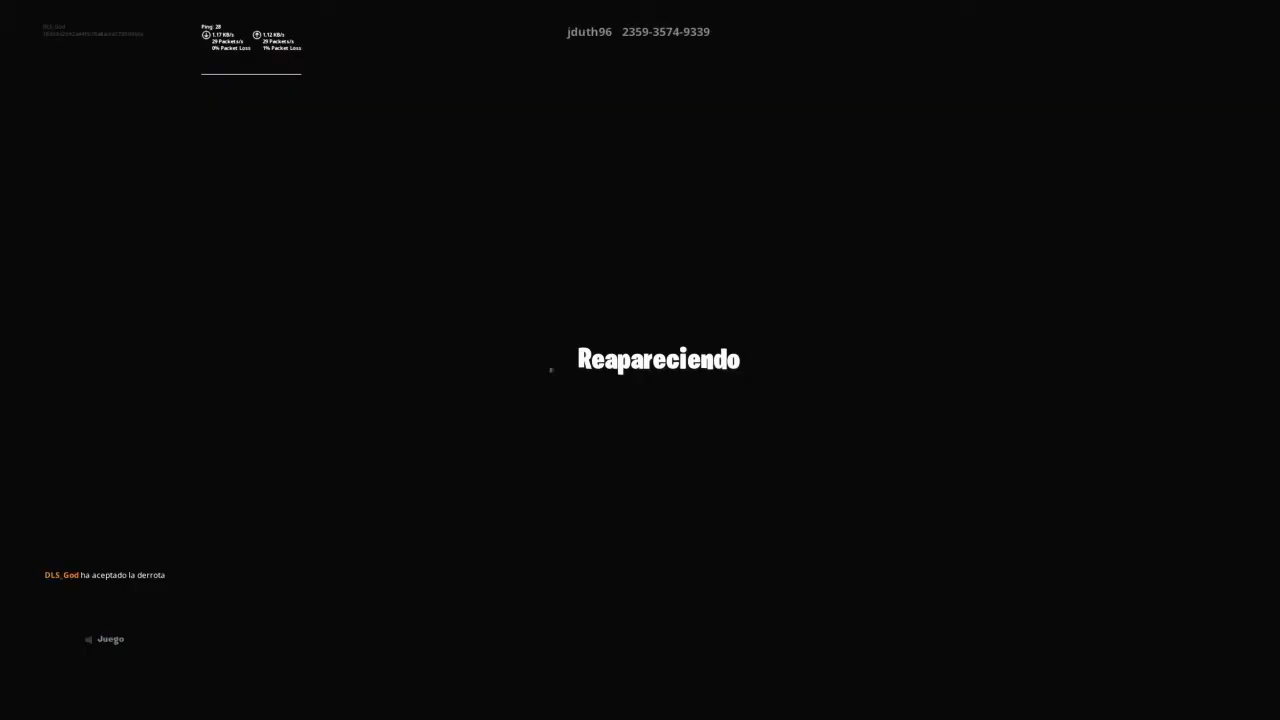 DLS_God
Ping: 28
1.17 KB/s 1.12 KB/s
29 Packets/s 29 Packets/s
0% Packet Loss 1% Packet Loss
jduth96 2359-3574-9339
Reapareciendo
DLS_God ha aceptado la derrota
Juego